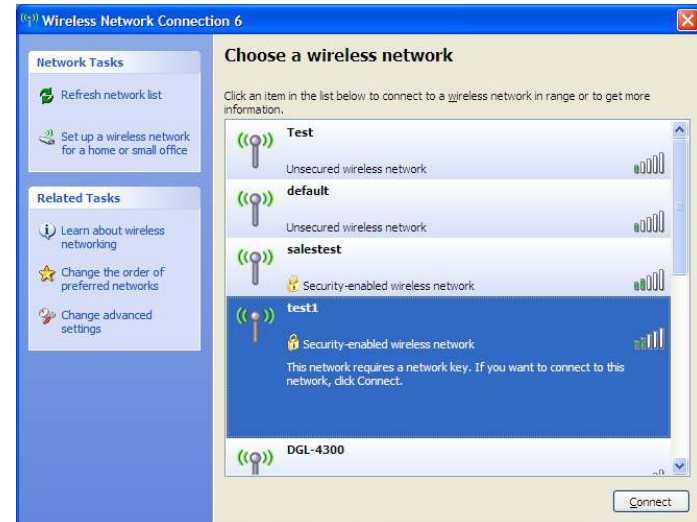 Wireless Network Connection 6
Network Tasks
Refresh network list
Set up a wireless network
for a home or small office
Related Tasks
Learn about wireless
networking
Change the order of
preferred networks
Change advanced
settings
Choose a wireless network
Click an item in the list below to connect to a wireless network in range or to get more
information.
Test
Unsecured wireless network
default
Unsecured wireless network
salestest
Security-enabled wireless network
test1
Security-enabled wireless network
This network requires a network key. If you want to connect to this
network, click Connect.
DGL-4300
Connect